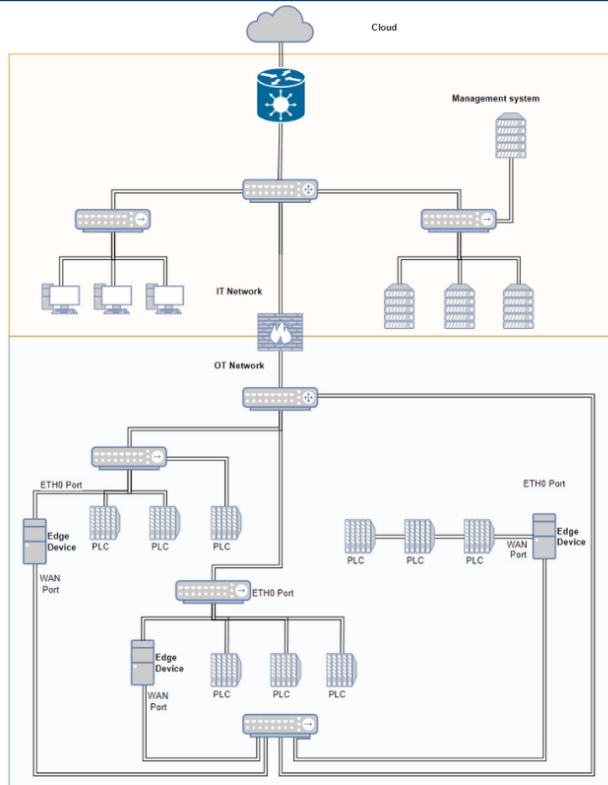 Cloud
Management system
IT Network
OT Network
ETH0 Port
ETH0 Port
Edge
Device
PLC
PLC
PLC
PLC
PLC
PLC
WAN
Port
Edge
Device
WAN
Port
ETH0 Port
Edge
Device
PLC
PLC
PLC
WAN
Port